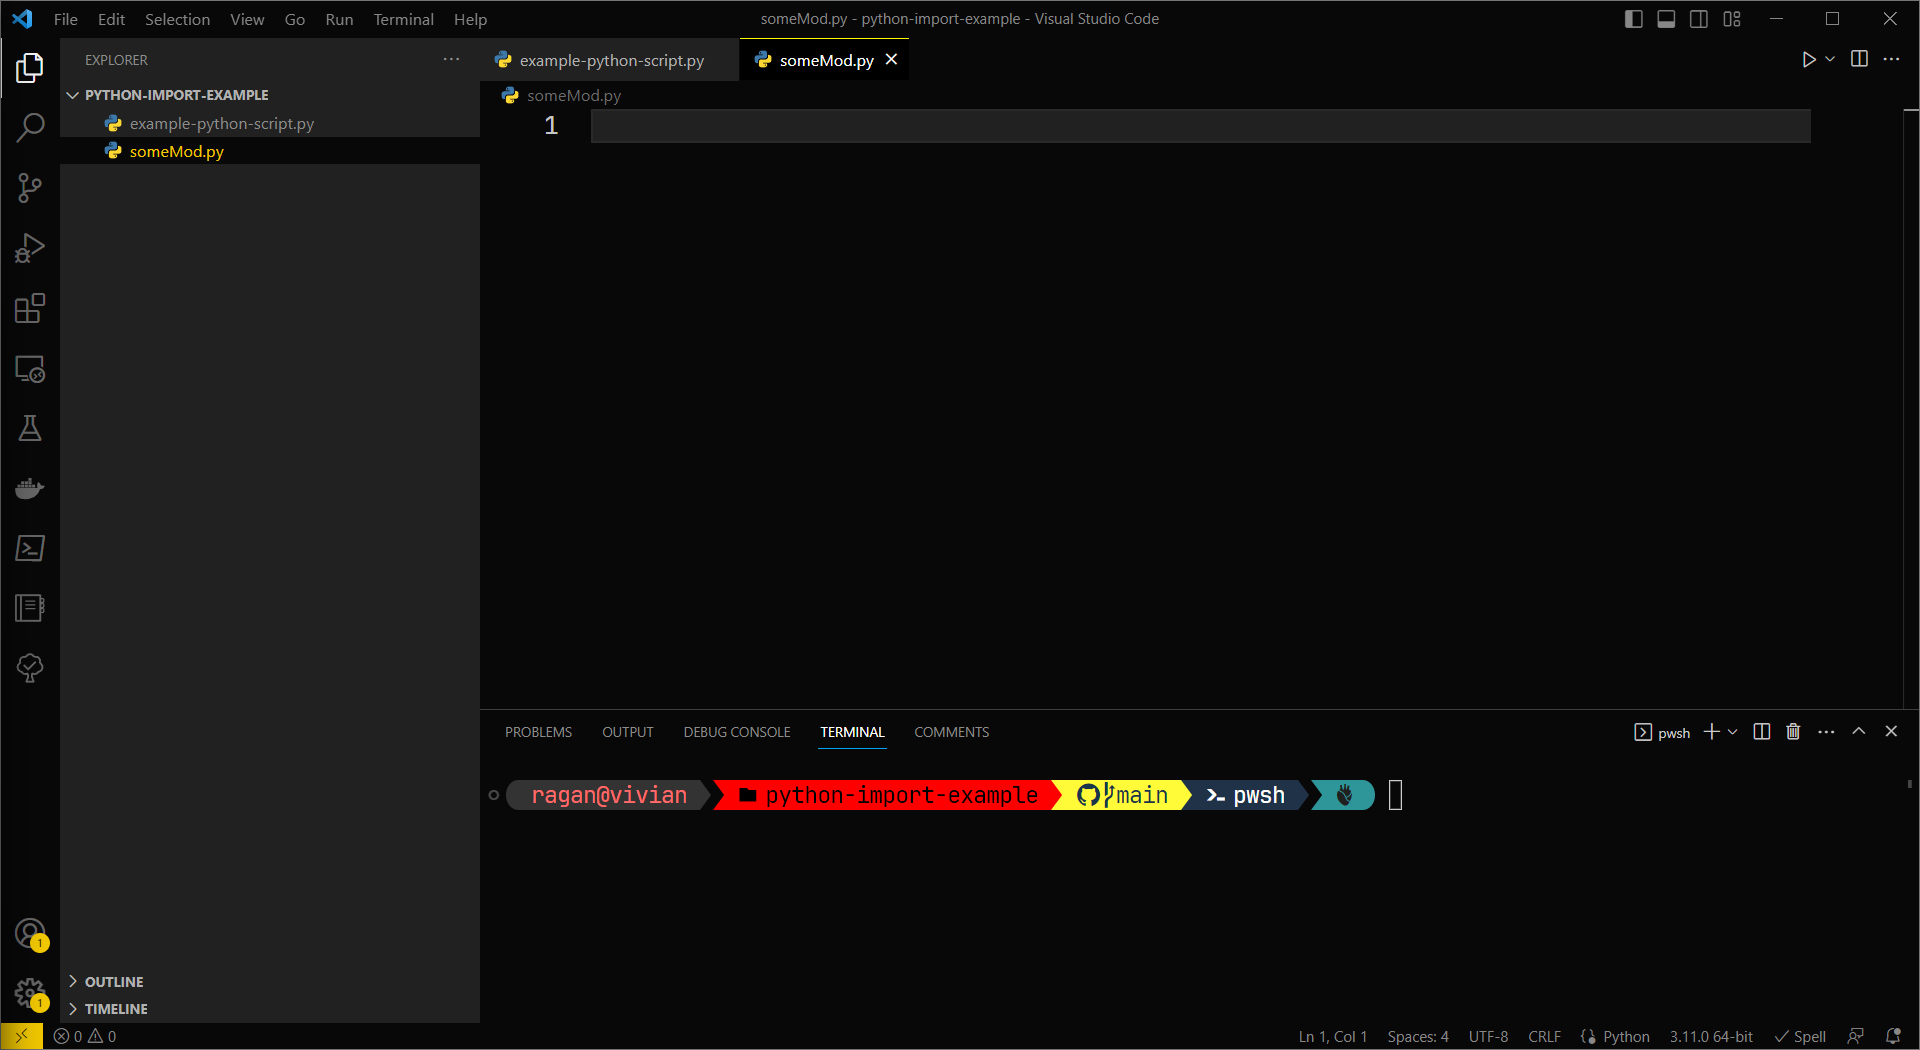 File Edit Selection View Go Run Terminal Help
someMod.py - python-import-example - Visual Studio Code
EXPLORER
PYTHON-IMPORT-EXAMPLE
example-python-script.py
someMod.py
OUTLINE
TIMELINE
example-python-script.py
someMod.py
someMod.py
1
PROBLEMS OUTPUT DEBUG CONSOLE TERMINAL COMMENTS
pwsh
ragan@vivian python-import-example main pwsh
1
1
0 0
Ln 1, Col 1 Spaces: 4 UTF-8 CRLF Python 3.11.0 64-bit Spell